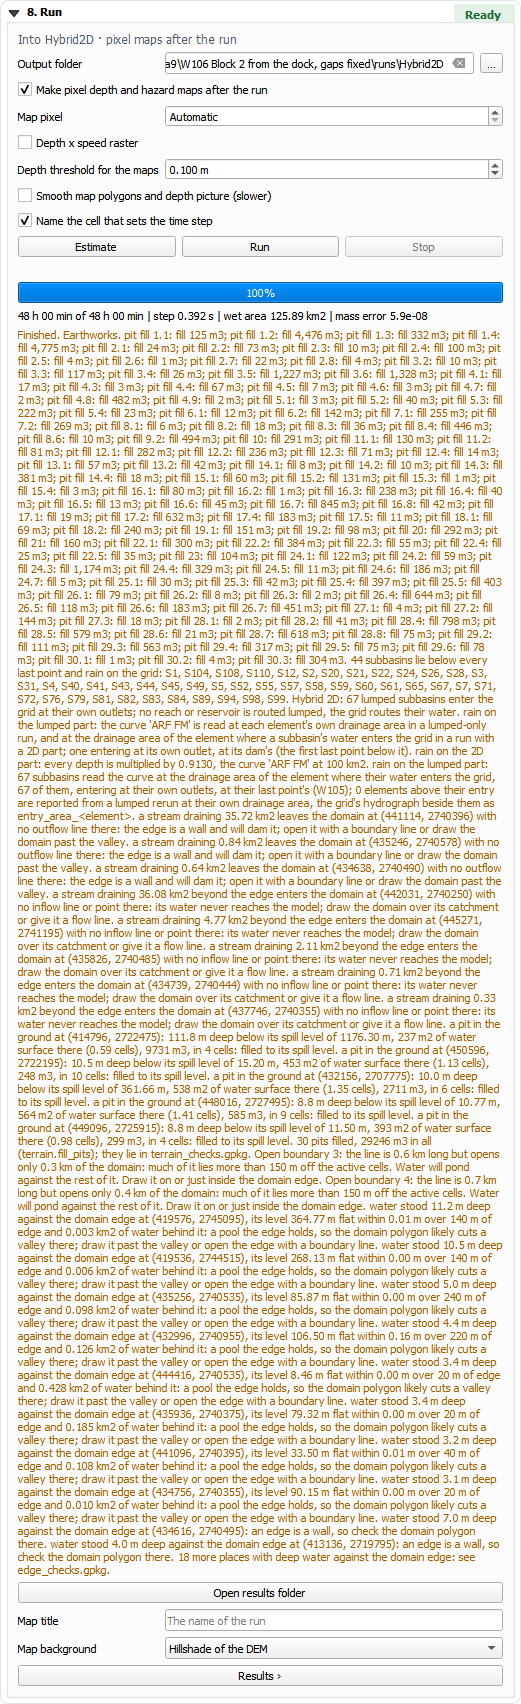 8. Run
Ready
Into Hybrid2D · pixel maps after the run
Output folder
a9\W106 Block 2 from the dock, gaps fixed\runs\Hybrid2D
...
Make pixel depth and hazard maps after the run
Map pixel
Automatic
Depth x speed raster
Depth threshold for the maps
0.100 m
Smooth map polygons and depth picture (slower)
Name the cell that sets the time step
Estimate
Run
Stop
100%
48 h 00 min of 48 h 00 min | step 0.392 s | wet area 125.89 km2 | mass error 5.9e-08
Finished. Earthworks. pit fill 1.1: fill 125 m3; pit fill 1.2: fill 4,476 m3; pit fill 1.3: fill 332 m3; pit fill 1.4:
fill 4,775 m3; pit fill 2.1: fill 24 m3; pit fill 2.2: fill 73 m3; pit fill 2.3: fill 10 m3; pit fill 2.4: fill 100 m3; pit
fill 2.5: fill 4 m3; pit fill 2.6: fill 1 m3; pit fill 2.7: fill 22 m3; pit fill 2.8: fill 4 m3; pit fill 3.2: fill 10 m3; pit fill
3.3: fill 117 m3; pit fill 3.4: fill 26 m3; pit fill 3.5: fill 1,227 m3; pit fill 3.6: fill 1,328 m3; pit fill 4.1: fill
17 m3; pit fill 4.3: fill 3 m3; pit fill 4.4: fill 67 m3; pit fill 4.5: fill 7 m3; pit fill 4.6: fill 3 m3; pit fill 4.7: fill
2 m3; pit fill 4.8: fill 482 m3; pit fill 4.9: fill 2 m3; pit fill 5.1: fill 3 m3; pit fill 5.2: fill 40 m3; pit fill 5.3: fill
222 m3; pit fill 5.4: fill 23 m3; pit fill 6.1: fill 12 m3; pit fill 6.2: fill 142 m3; pit fill 7.1: fill 255 m3; pit fill
7.2: fill 269 m3; pit fill 8.1: fill 6 m3; pit fill 8.2: fill 18 m3; pit fill 8.3: fill 36 m3; pit fill 8.4: fill 446 m3; pit
fill 8.6: fill 10 m3; pit fill 9.2: fill 494 m3; pit fill 10: fill 291 m3; pit fill 11.1: fill 130 m3; pit fill 11.2:
fill 81 m3; pit fill 12.1: fill 282 m3; pit fill 12.2: fill 236 m3; pit fill 12.3: fill 71 m3; pit fill 12.4: fill 14 m3; pit
fill 13.1: fill 57 m3; pit fill 13.2: fill 42 m3; pit fill 14.1: fill 8 m3; pit fill 14.2: fill 10 m3; pit fill 14.3: fill
381 m3; pit fill 14.4: fill 18 m3; pit fill 15.1: fill 60 m3; pit fill 15.2: fill 131 m3; pit fill 15.3: fill 1 m3; pit fill
15.4: fill 3 m3; pit fill 16.1: fill 80 m3; pit fill 16.2: fill 1 m3; pit fill 16.3: fill 238 m3; pit fill 16.4: fill 40
m3; pit fill 16.5: fill 13 m3; pit fill 16.6: fill 45 m3; pit fill 16.7: fill 845 m3; pit fill 16.8: fill 42 m3; pit fill
17.1: fill 19 m3; pit fill 17.2: fill 632 m3; pit fill 17.4: fill 183 m3; pit fill 17.5: fill 11 m3; pit fill 18.1: fill
69 m3; pit fill 18.2: fill 240 m3; pit fill 19.1: fill 151 m3; pit fill 19.2: fill 98 m3; pit fill 20: fill 292 m3; pit
fill 21: fill 160 m3; pit fill 22.1: fill 300 m3; pit fill 22.2: fill 384 m3; pit fill 22.3: fill 55 m3; pit fill 22.4: fill
25 m3; pit fill 22.5: fill 35 m3; pit fill 23: fill 104 m3; pit fill 24.1: fill 122 m3; pit fill 24.2: fill 59 m3; pit
fill 24.3: fill 1,174 m3; pit fill 24.4: fill 329 m3; pit fill 24.5: fill 11 m3; pit fill 24.6: fill 186 m3; pit fill
24.7: fill 5 m3; pit fill 25.1: fill 30 m3; pit fill 25.3: fill 42 m3; pit fill 25.4: fill 397 m3; pit fill 25.5: fill 403
m3; pit fill 26.1: fill 79 m3; pit fill 26.2: fill 8 m3; pit fill 26.3: fill 2 m3; pit fill 26.4: fill 644 m3; pit fill
26.5: fill 118 m3; pit fill 26.6: fill 183 m3; pit fill 26.7: fill 451 m3; pit fill 27.1: fill 4 m3; pit fill 27.2: fill
144 m3; pit fill 27.3: fill 18 m3; pit fill 28.1: fill 2 m3; pit fill 28.2: fill 41 m3; pit fill 28.4: fill 798 m3; pit fill
28.5: fill 579 m3; pit fill 28.6: fill 21 m3; pit fill 28.7: fill 618 m3; pit fill 28.8: fill 75 m3; pit fill 29.2: fill
111 m3; pit fill 29.3: fill 563 m3; pit fill 29.4: fill 317 m3; pit fill 29.5: fill 75 m3; pit fill 29.6: fill 78
m3; pit fill 30.1: fill 1 m3; pit fill 30.2: fill 4 m3; pit fill 30.3: fill 304 m3. 44 subbasins lie below every
last point and rain on the grid: S1, S104, S108, S110, S12, S2, S20, S21, S22, S24, S26, S28, S3,
S31, S4, S40, S41, S43, S44, S45, S49, S5, S52, S55, S57, S58, S59, S60, S61, S65, S67, S7, S71,
S72, S76, S79, S81, S82, S83, S84, S89, S94, S98, S99. Hybrid 2D: 67 lumped subbasins enter
the grid at their own outlets; no reach or reservoir is routed lumped, the grid routes their water. rain on
the lumped part: the curve 'ARF FM' is read at each element's own drainage area in a lumped-only
run, and at the drainage area of the element where a subbasin's water enters the grid in a run with
a 2D part; one entering at its own outlet, at its dam's (the first last point below it). rain on the 2D
part: every depth is multiplied by 0.9130, the curve 'ARF FM' at 100 km2. rain on the lumped part:
67 subbasins read the curve at the drainage area of the element where their water enters the grid,
67 of them, entering at their own outlets, at their last point's (W105); 0 elements above their entry
are reported from a lumped rerun at their own drainage area, the grid's hydrograph beside them as
entry_area_<element>. a stream draining 35.72 km2 leaves the domain at (441114, 2740396) with
no outflow line there: the edge is a wall and will dam it; open it with a boundary line or draw the
domain past the valley. a stream draining 0.84 km2 leaves the domain at (435246, 2740578) with no
outflow line there: the edge is a wall and will dam it; open it with a boundary line or draw the domain
past the valley. a stream draining 0.64 km2 leaves the domain at (434638, 2740490) with no outflow
line there: the edge is a wall and will dam it; open it with a boundary line or draw the domain past the
valley. a stream draining 36.08 km2 beyond the edge enters the domain at (442031, 2740250) with
no inflow line or point there: its water never reaches the model; draw the domain over its catchment
or give it a flow line. a stream draining 4.77 km2 beyond the edge enters the domain at (445271,
2741195) with no inflow line or point there: its water never reaches the model; draw the domain
over its catchment or give it a flow line. a stream draining 2.11 km2 beyond the edge enters the
domain at (435826, 2740485) with no inflow line or point there: its water never reaches the model;
draw the domain over its catchment or give it a flow line. a stream draining 0.71 km2 beyond the
edge enters the domain at (434739, 2740444) with no inflow line or point there: its water never
reaches the model; draw the domain over its catchment or give it a flow line. a stream draining 0.33
km2 beyond the edge enters the domain at (437746, 2740355) with no inflow line or point there: its
water never reaches the model; draw the domain over its catchment or give it a flow line. a pit in the
ground at (414796, 2722475): 111.8 m deep below its spill level of 1176.30 m, 237 m2 of water
surface there (0.59 cells), 9731 m3, in 4 cells: filled to its spill level. a pit in the ground at (450596,
2722195): 10.5 m deep below its spill level of 15.20 m, 453 m2 of water surface there (1.13 cells),
248 m3, in 10 cells: filled to its spill level. a pit in the ground at (432156, 2707775): 10.0 m deep
below its spill level of 361.66 m, 538 m2 of water surface there (1.35 cells), 2711 m3, in 6 cells: filled
to its spill level. a pit in the ground at (448016, 2727495): 8.8 m deep below its spill level of 10.77 m,
564 m2 of water surface there (1.41 cells), 585 m3, in 9 cells: filled to its spill level. a pit in the
ground at (449096, 2725915): 8.8 m deep below its spill level of 11.50 m, 393 m2 of water surface
there (0.98 cells), 299 m3, in 4 cells: filled to its spill level. 30 pits filled, 29246 m3 in all
(terrain.fill_pits); they lie in terrain_checks.gpkg. Open boundary 3: the line is 0.6 km long but opens
only 0.3 km of the domain: much of it lies more than 150 m off the active cells. Water will pond
against the rest of it. Draw it on or just inside the domain edge. Open boundary 4: the line is 0.7 km
long but opens only 0.4 km of the domain: much of it lies more than 150 m off the active cells. Water
will pond against the rest of it. Draw it on or just inside the domain edge. water stood 11.2 m deep
against the domain edge at (419576, 2745095), its level 364.77 m flat within 0.01 m over 140 m of
edge and 0.003 km2 of water behind it: a pool the edge holds, so the domain polygon likely cuts a
valley there; draw it past the valley or open the edge with a boundary line. water stood 10.5 m deep
against the domain edge at (419536, 2744515), its level 268.13 m flat within 0.00 m over 140 m of
edge and 0.006 km2 of water behind it: a pool the edge holds, so the domain polygon likely cuts a
valley there; draw it past the valley or open the edge with a boundary line. water stood 5.0 m deep
against the domain edge at (435256, 2740535), its level 85.87 m flat within 0.00 m over 240 m of
edge and 0.098 km2 of water behind it: a pool the edge holds, so the domain polygon likely cuts a
valley there; draw it past the valley or open the edge with a boundary line. water stood 4.4 m deep
against the domain edge at (432996, 2740955), its level 106.50 m flat within 0.16 m over 220 m of
edge and 0.126 km2 of water behind it: a pool the edge holds, so the domain polygon likely cuts a
valley there; draw it past the valley or open the edge with a boundary line. water stood 3.4 m deep
against the domain edge at (444416, 2740535), its level 8.46 m flat within 0.00 m over 20 m of edge
and 0.428 km2 of water behind it: a pool the edge holds, so the domain polygon likely cuts a valley
there; draw it past the valley or open the edge with a boundary line. water stood 3.4 m deep
against the domain edge at (435936, 2740375), its level 79.32 m flat within 0.00 m over 20 m of
edge and 0.185 km2 of water behind it: a pool the edge holds, so the domain polygon likely cuts a
valley there; draw it past the valley or open the edge with a boundary line. water stood 3.2 m deep
against the domain edge at (441096, 2740395), its level 33.50 m flat within 0.01 m over 40 m of
edge and 0.108 km2 of water behind it: a pool the edge holds, so the domain polygon likely cuts a
valley there; draw it past the valley or open the edge with a boundary line. water stood 3.1 m deep
against the domain edge at (434756, 2740355), its level 90.15 m flat within 0.00 m over 20 m of
edge and 0.010 km2 of water behind it: a pool the edge holds, so the domain polygon likely cuts a
valley there; draw it past the valley or open the edge with a boundary line. water stood 7.0 m deep
against the domain edge at (434616, 2740495): an edge is a wall, so check the domain polygon
there. water stood 4.0 m deep against the domain edge at (413136, 2719795): an edge is a wall, so
check the domain polygon there. 18 more places with deep water against the domain edge: see
edge_checks.gpkg.
Open results folder
Map title
The name of the run
Map background
Hillshade of the DEM
Results ›